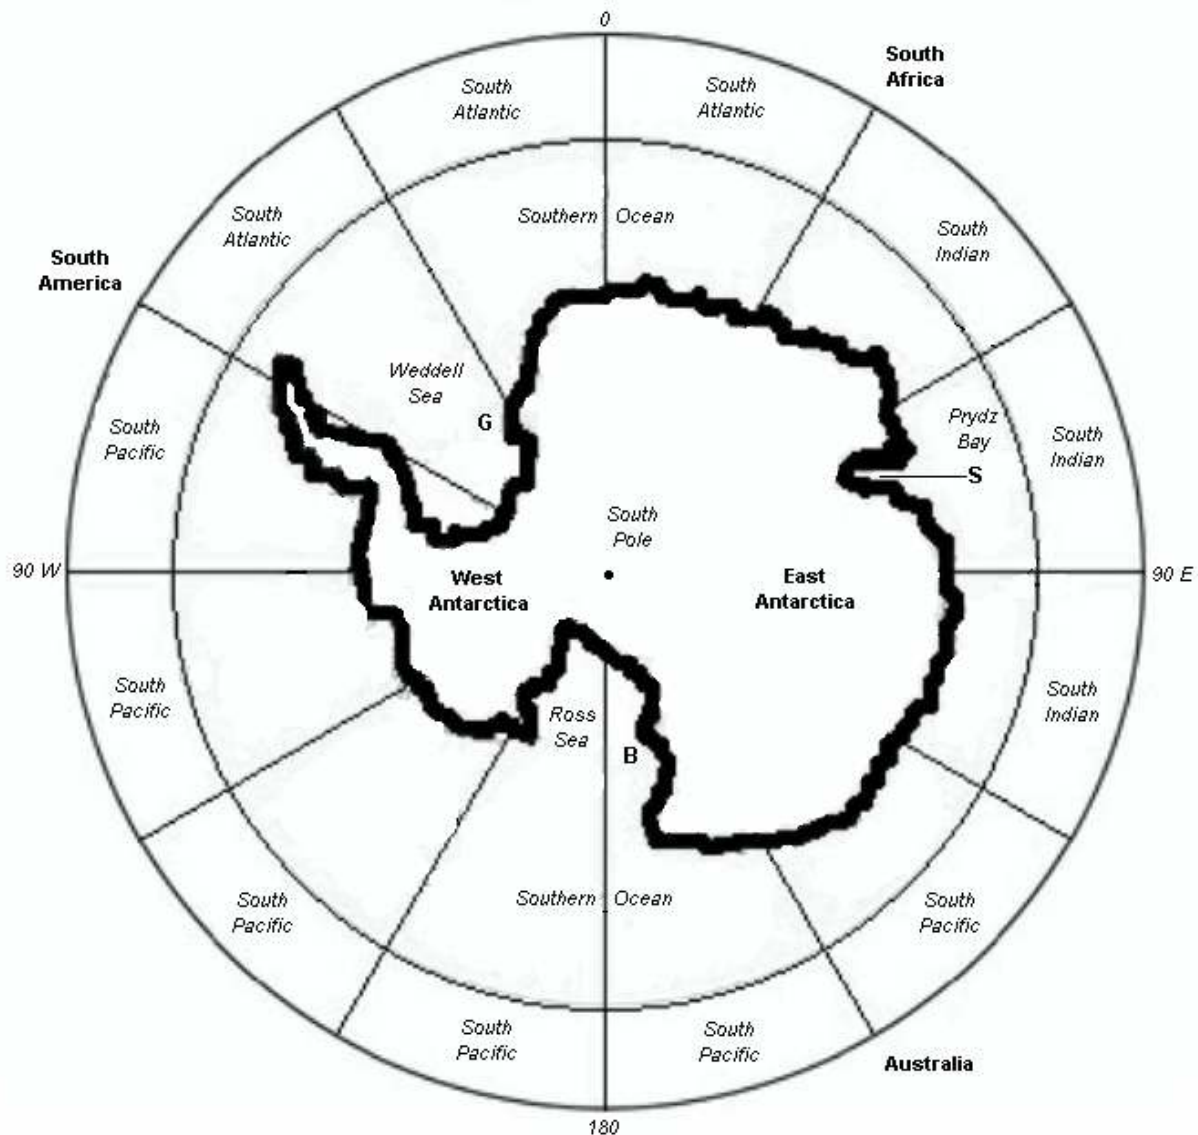 0
South
Africa
South
Atlantic
South
Atlantic
South
Atlantic
Southern Ocean
South
Indian
South
America
Weddell
Sea
G
Prydz
Bay
South
Pacific
South
Indian
S
South
Pole
90 W
West
Antarctica
East
Antarctica
90 E
South
Pacific
Ross
Sea
South
Indian
B
South
Pacific
Southern Ocean
South
Pacific
South
Pacific
South
Pacific
Australia
180